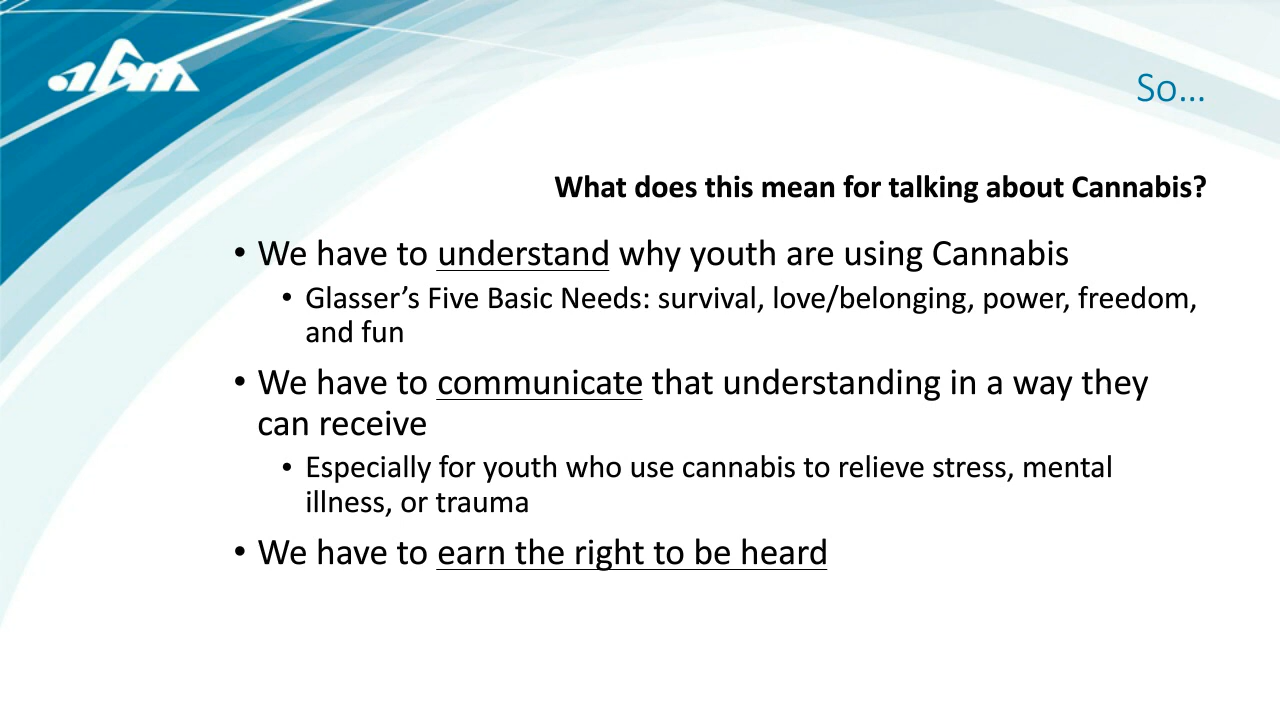 abm
So…
What does this mean for talking about Cannabis?
• We have to understand why youth are using Cannabis
• Glasser’s Five Basic Needs: survival, love/belonging, power, freedom,
and fun
• We have to communicate that understanding in a way they
can receive
• Especially for youth who use cannabis to relieve stress, mental
illness, or trauma
• We have to earn the right to be heard